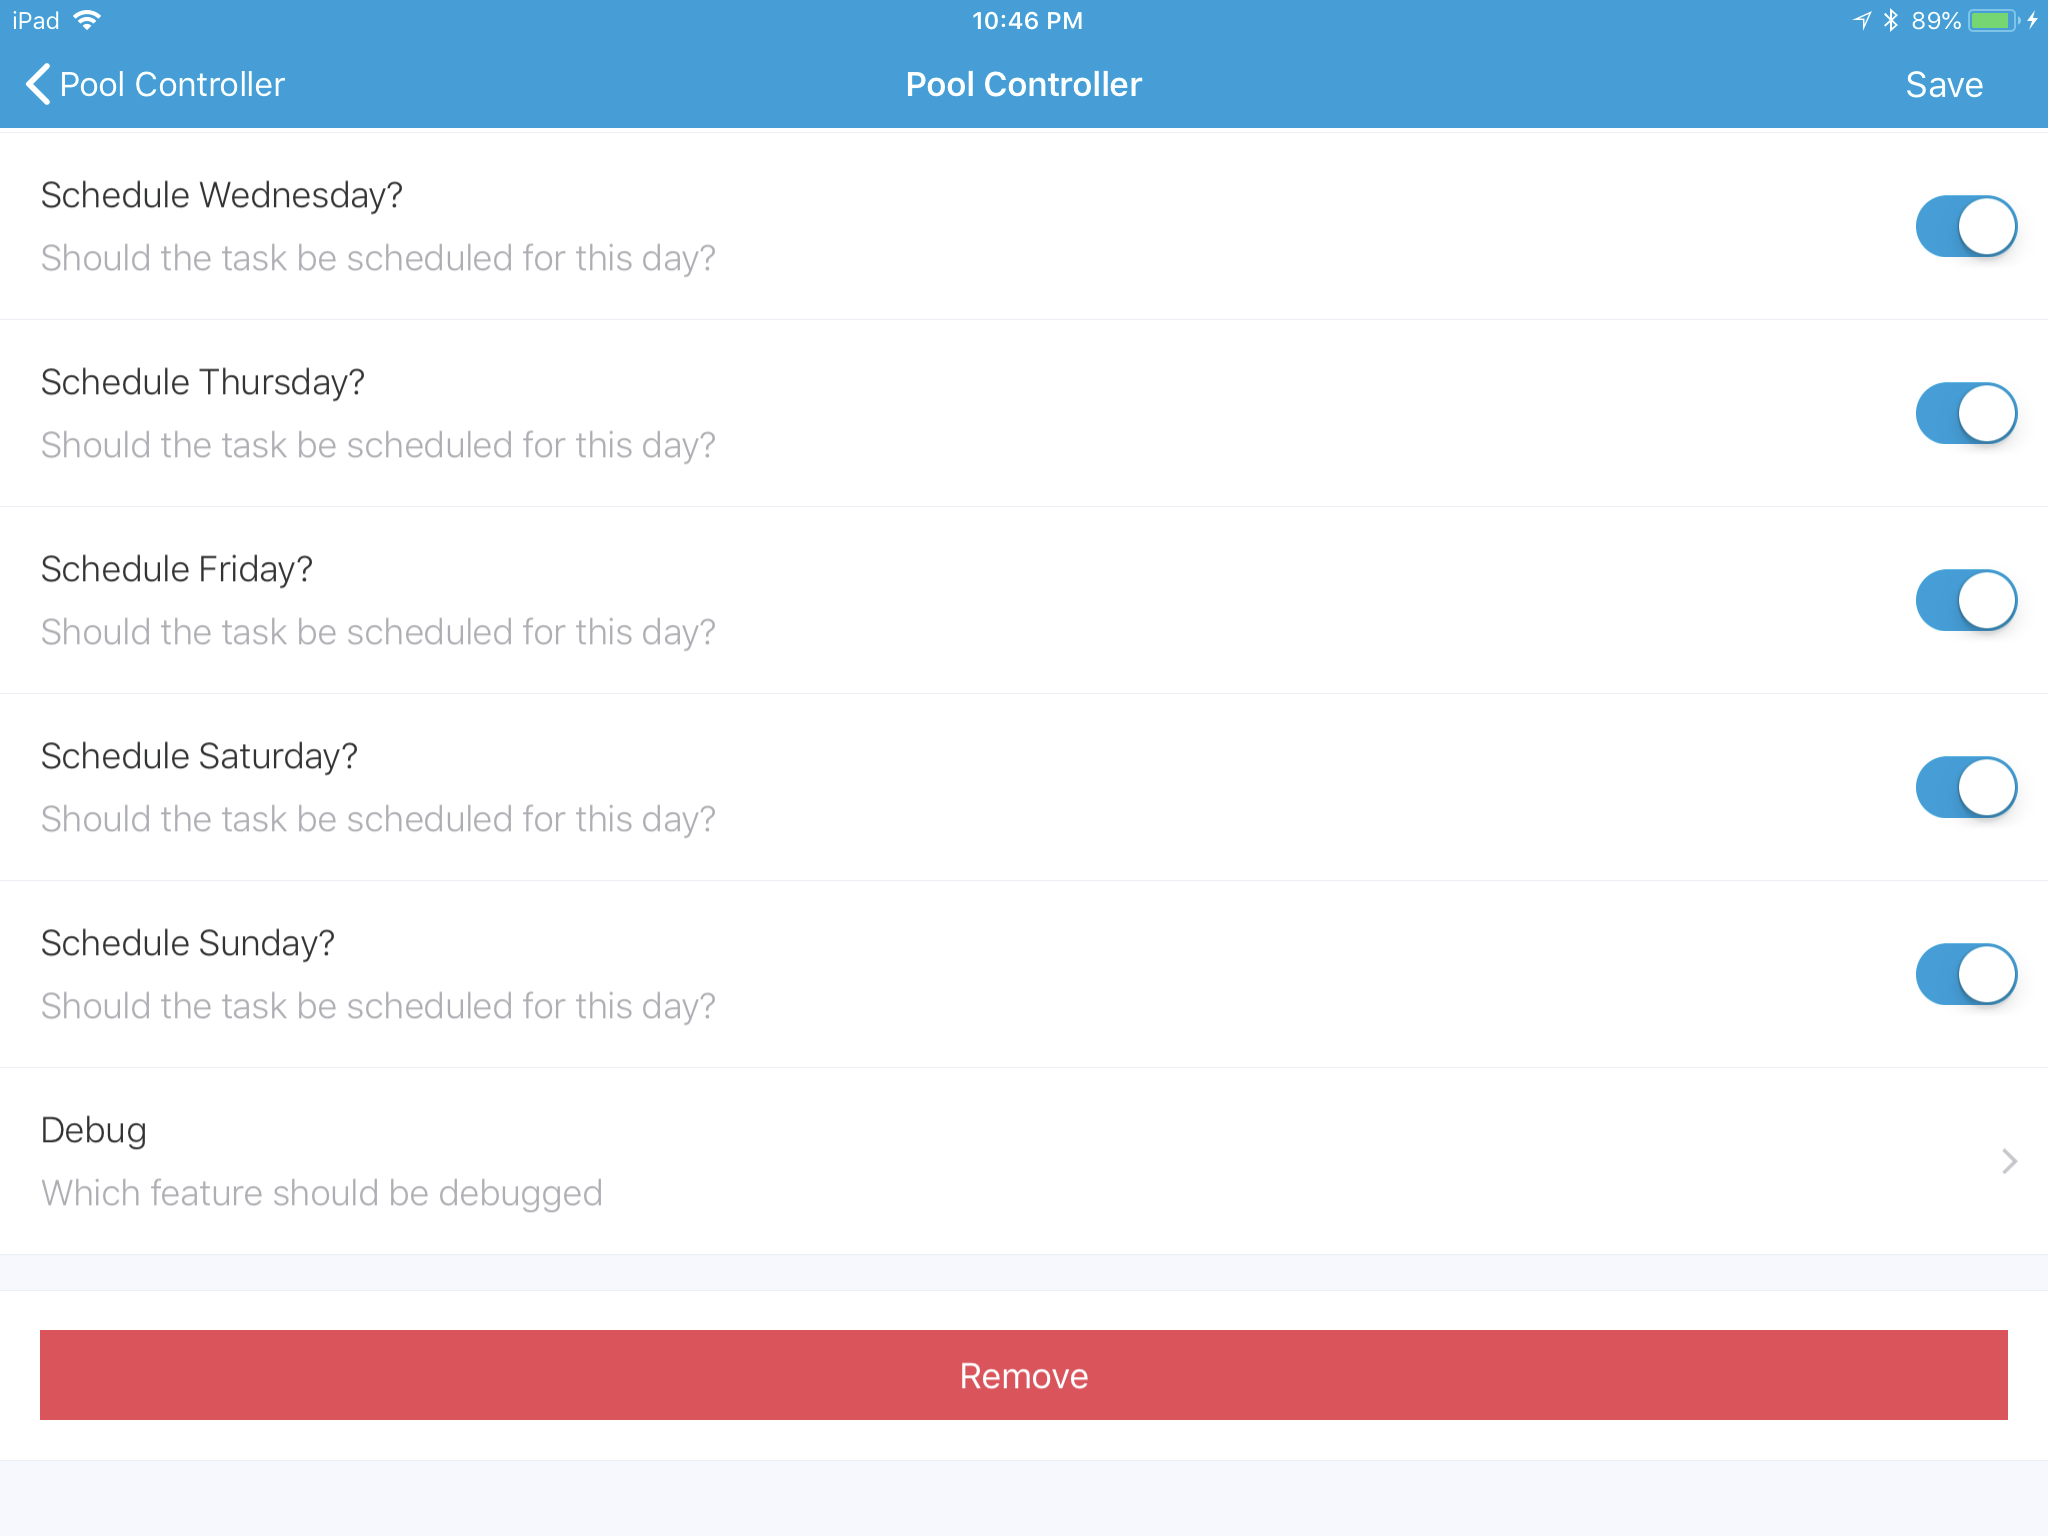 iPad 10:46 PM 89%
Pool Controller Pool Controller Save
Schedule Wednesday?
Should the task be scheduled for this day?
Schedule Thursday?
Should the task be scheduled for this day?
Schedule Friday?
Should the task be scheduled for this day?
Schedule Saturday?
Should the task be scheduled for this day?
Schedule Sunday?
Should the task be scheduled for this day?
Debug
Which feature should be debugged
Remove